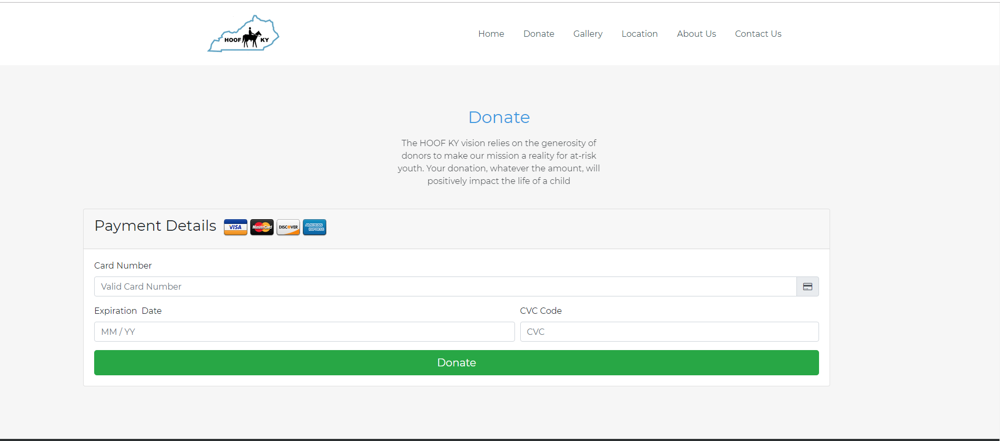 HOOF KY
Home Donate Gallery Location About Us Contact Us
Donate
The HOOF KY vision relies on the generosity of
donors to make our mission a reality for at-risk
youth. Your donation, whatever the amount, will
positively impact the life of a child
Payment Details VISA MasterCard DISCOVER AMERICAN EXPRESS
Card Number
Valid Card Number
Expiration Date CVC Code
MM / YY CVC
Donate